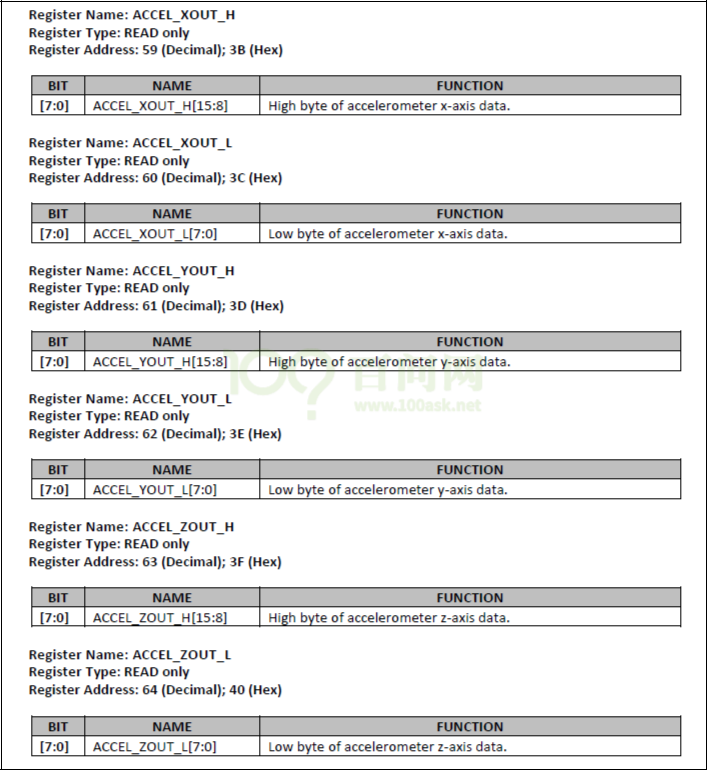 Register Name: ACCEL_XOUT_H
Register Type: READ only
Register Address: 59 (Decimal); 3B (Hex)
BIT NAME FUNCTION
[7:0] ACCEL_XOUT_H[15:8] High byte of accelerometer x-axis data.
Register Name: ACCEL_XOUT_L
Register Type: READ only
Register Address: 60 (Decimal); 3C (Hex)
BIT NAME FUNCTION
[7:0] ACCEL_XOUT_L[7:0] Low byte of accelerometer x-axis data.
Register Name: ACCEL_YOUT_H
Register Type: READ only
Register Address: 61 (Decimal); 3D (Hex)
BIT NAME FUNCTION
[7:0] ACCEL_YOUT_H[15:8] High byte of accelerometer y-axis data.
100? 百问网
www.100ask.net
Register Name: ACCEL_YOUT_L
Register Type: READ only
Register Address: 62 (Decimal); 3E (Hex)
BIT NAME FUNCTION
[7:0] ACCEL_YOUT_L[7:0] Low byte of accelerometer y-axis data.
Register Name: ACCEL_ZOUT_H
Register Type: READ only
Register Address: 63 (Decimal); 3F (Hex)
BIT NAME FUNCTION
[7:0] ACCEL_ZOUT_H[15:8] High byte of accelerometer z-axis data.
Register Name: ACCEL_ZOUT_L
Register Type: READ only
Register Address: 64 (Decimal); 40 (Hex)
BIT NAME FUNCTION
[7:0] ACCEL_ZOUT_L[7:0] Low byte of accelerometer z-axis data.